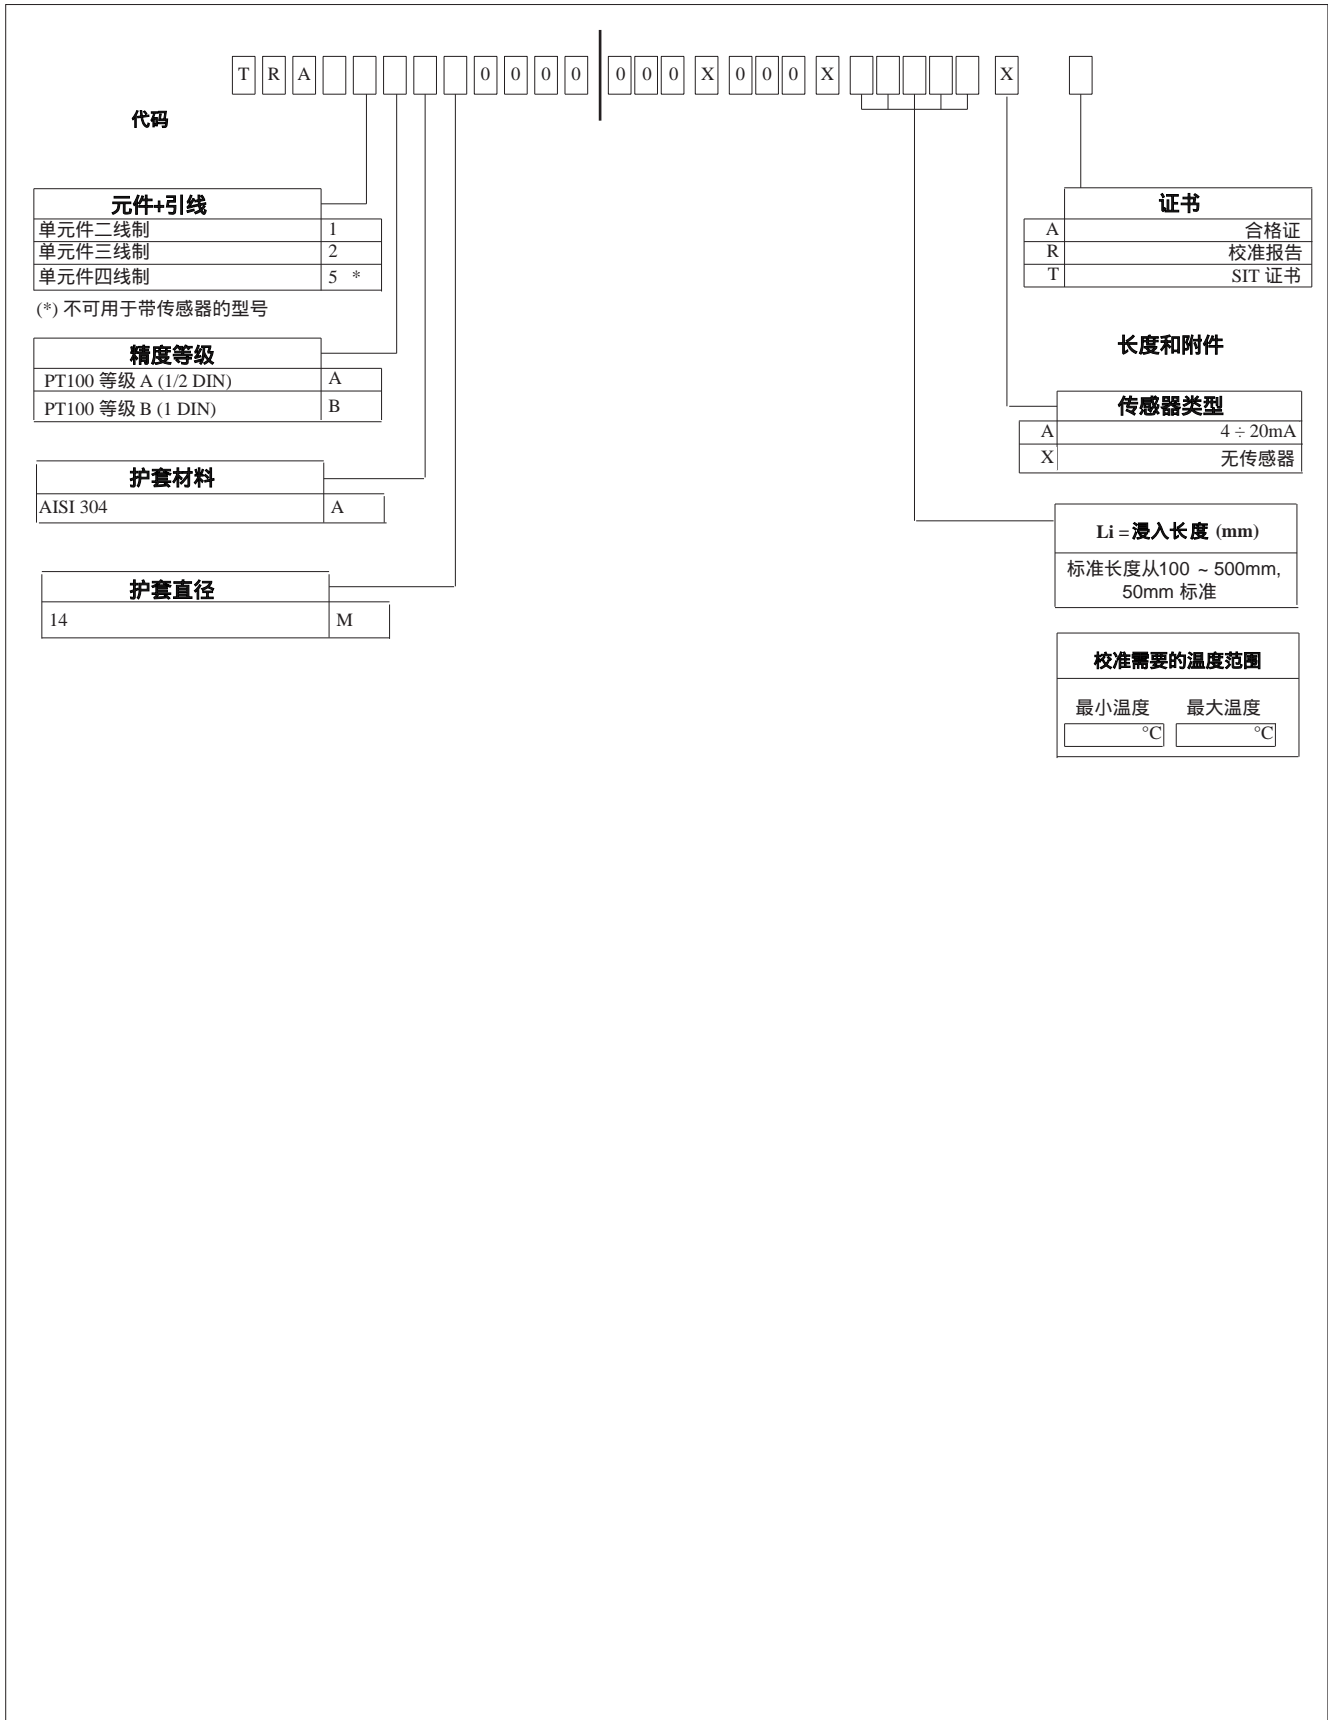 T R A 0 0 0 0 0 0 0 X 0 0 0 X X
代码
元件+引线
单元件二线制 1
单元件三线制 2
单元件四线制 5 *
(*) 不可用于带传感器的型号
精度等级
PT100 等级 A (1/2 DIN) A
PT100 等级 B (1 DIN) B
护套材料
AISI 304 A
护套直径
14 M
证书
A 合格证
R 校准报告
T SIT 证书
长度和附件
传感器类型
A 4 ÷ 20mA
X 无传感器
Li = 浸入长度 (mm)
标准长度从100 ~ 500mm,
50mm 标准
校准需要的温度范围
最小温度 最大温度
°C °C